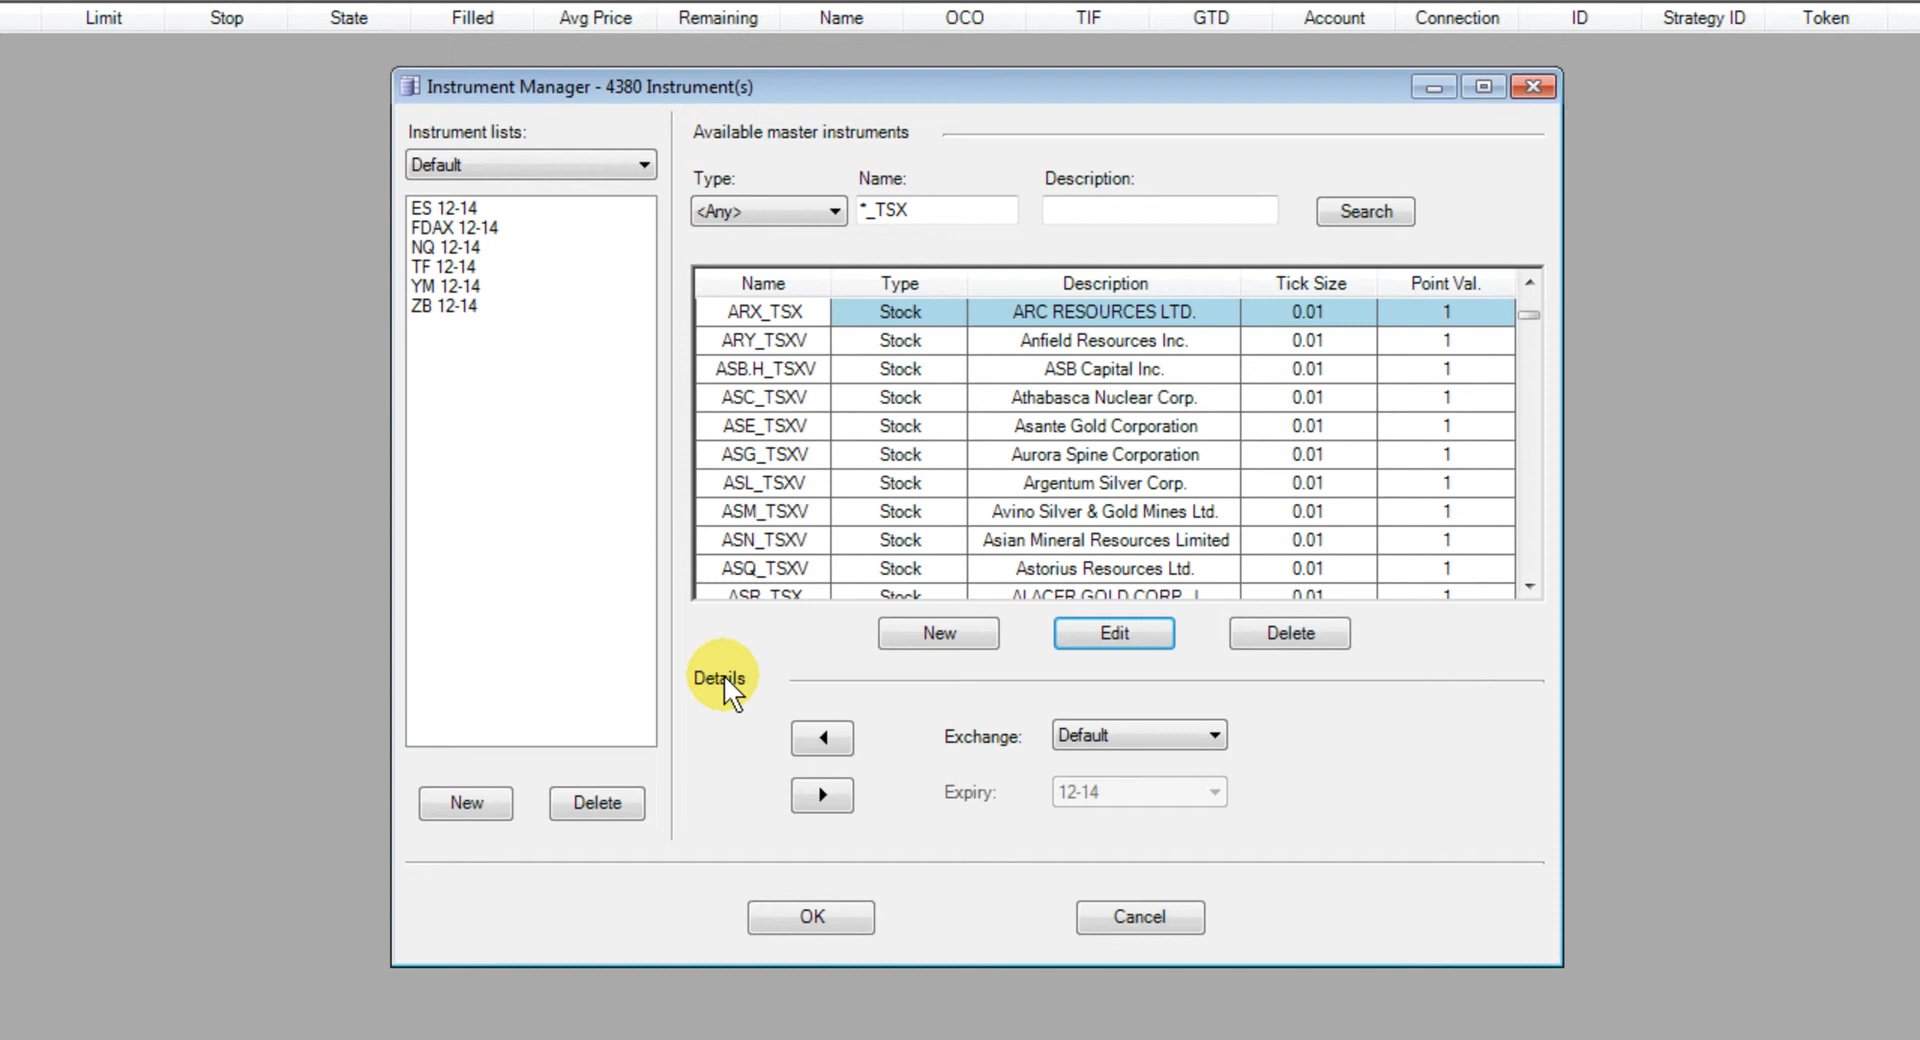 Limit Stop State Filled Avg Price Remaining Name OCO TIF GTD Account Connection ID Strategy ID Token
Instrument Manager - 4380 Instrument(s)
Instrument lists:
Default
ES 12-14
FDAX 12-14
NQ 12-14
TF 12-14
YM 12-14
ZB 12-14
New Delete
Available master instruments
Type: Name: Description:
<Any> *_TSX Search
Name Type Description Tick Size Point Val.
ARX_TSX Stock ARC RESOURCES LTD. 0.01 1
ARY_TSXV Stock Anfield Resources Inc. 0.01 1
ASB.H_TSXV Stock ASB Capital Inc. 0.01 1
ASC_TSXV Stock Athabasca Nuclear Corp. 0.01 1
ASE_TSXV Stock Asante Gold Corporation 0.01 1
ASG_TSXV Stock Aurora Spine Corporation 0.01 1
ASL_TSXV Stock Argentum Silver Corp. 0.01 1
ASM_TSXV Stock Avino Silver & Gold Mines Ltd. 0.01 1
ASN_TSXV Stock Asian Mineral Resources Limited 0.01 1
ASQ_TSXV Stock Astorius Resources Ltd. 0.01 1
ASR_TSX Stock ALACER GOLD CORP. 0.01 1
New Edit Delete
Details
Exchange: Default
Expiry: 12-14
OK Cancel